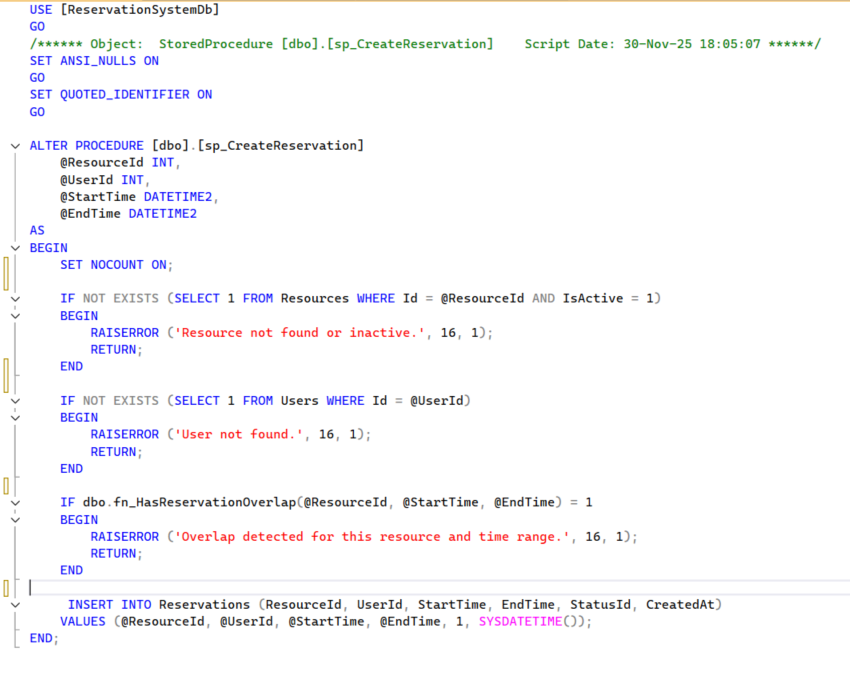 USE [ReservationSystemDb]
GO
/****** Object:  StoredProcedure [dbo].[sp_CreateReservation]    Script Date: 30-Nov-25 18:05:07 ******/
SET ANSI_NULLS ON
GO
SET QUOTED_IDENTIFIER ON
GO

ALTER PROCEDURE [dbo].[sp_CreateReservation]
    @ResourceId INT,
    @UserId INT,
    @StartTime DATETIME2,
    @EndTime DATETIME2
AS
BEGIN
    SET NOCOUNT ON;

    IF NOT EXISTS (SELECT 1 FROM Resources WHERE Id = @ResourceId AND IsActive = 1)
    BEGIN
        RAISERROR ('Resource not found or inactive.', 16, 1);
        RETURN;
    END

    IF NOT EXISTS (SELECT 1 FROM Users WHERE Id = @UserId)
    BEGIN
        RAISERROR ('User not found.', 16, 1);
        RETURN;
    END

    IF dbo.fn_HasReservationOverlap(@ResourceId, @StartTime, @EndTime) = 1
    BEGIN
        RAISERROR ('Overlap detected for this resource and time range.', 16, 1);
        RETURN;
    END

     INSERT INTO Reservations (ResourceId, UserId, StartTime, EndTime, StatusId, CreatedAt)
    VALUES (@ResourceId, @UserId, @StartTime, @EndTime, 1, SYSDATETIME());
END;